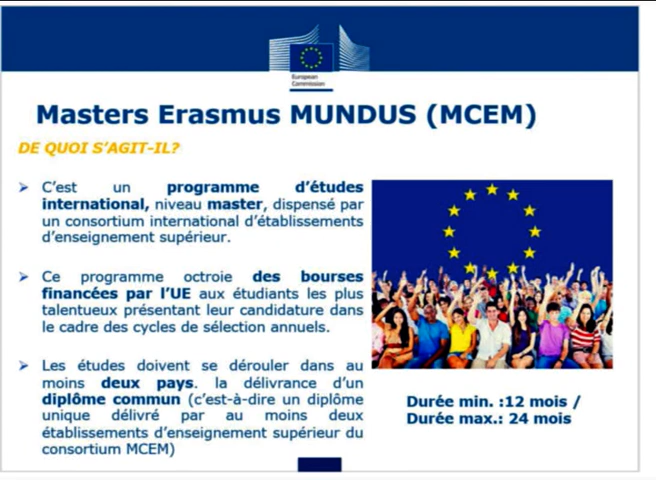 European
Commission
Masters Erasmus MUNDUS (MCEM)
DE QUOI S'AGIT-IL?
➢ C'est un programme d'études
international, niveau master, dispensé par
un consortium international d'établissements
d'enseignement supérieur.
➢ Ce programme octroie des bourses
financées par l'UE aux étudiants les plus
talentueux présentant leur candidature dans
le cadre des cycles de sélection annuels.
➢ Les études doivent se dérouler dans au
moins deux pays. la délivrance d'un
diplôme commun (c'est-à-dire un diplôme
unique délivré par au moins deux
établissements d'enseignement supérieur du
consortium MCEM)
Durée min. :12 mois /
Durée max.: 24 mois